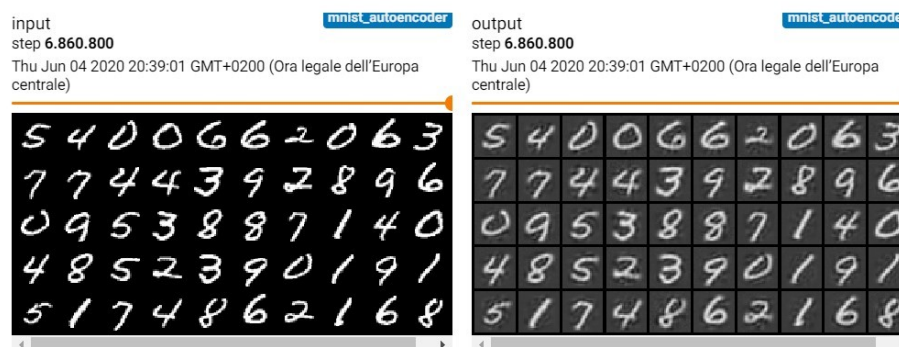 input
mnist_autoencoder
step 6.860.800
Thu Jun 04 2020 20:39:01 GMT+0200 (Ora legale dell'Europa
centrale)
5 4 0 0 6 6 2 0 6 3
7 7 4 4 3 9 2 8 9 6
0 9 5 3 8 8 7 1 4 0
4 8 5 2 3 9 0 1 9 1
5 1 7 4 8 6 2 1 6 8
output
mnist_autoencode
step 6.860.800
Thu Jun 04 2020 20:39:01 GMT+0200 (Ora legale dell'Europa
centrale)
5 4 0 0 6 6 2 0 6 3
7 7 4 4 3 9 2 8 9 6
0 9 5 3 8 8 7 1 4 0
4 8 5 2 3 9 0 1 9 1
5 1 7 4 8 6 2 1 6 8